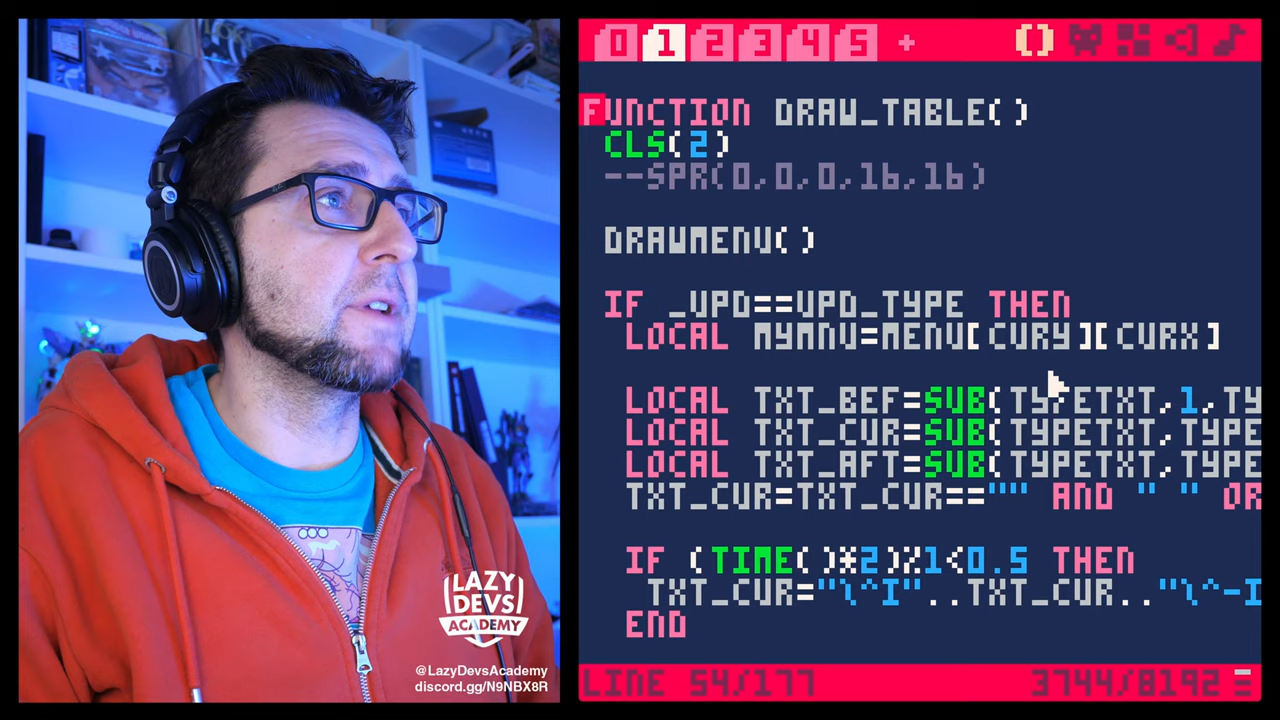 0 1 2 3 4 5 +
FUNCTION DRAW_TABLE()
CLS(2)
--SPR(0,0,0,16,16)
DRAWMENU()
IF _UPD==UPD_TYPE THEN
LOCAL MYMNU=MENU[CURY][CURX]
LOCAL TXT_BEF=SUB(TYPETXT,1,TY
LOCAL TXT_CUR=SUB(TYPETXT,TYPE
LOCAL TXT_AFT=SUB(TYPETXT,TYPE
TXT_CUR=TXT_CUR=="" AND " " OR
IF (TIME()*2)%1<0.5 THEN
TXT_CUR="\^I"..TXT_CUR.."\^-I
END
LINE 54/177
3744/8192
LAZY
DEVS
ACADEMY
@LazyDevsAcademy
discord.gg/N9NBX8R